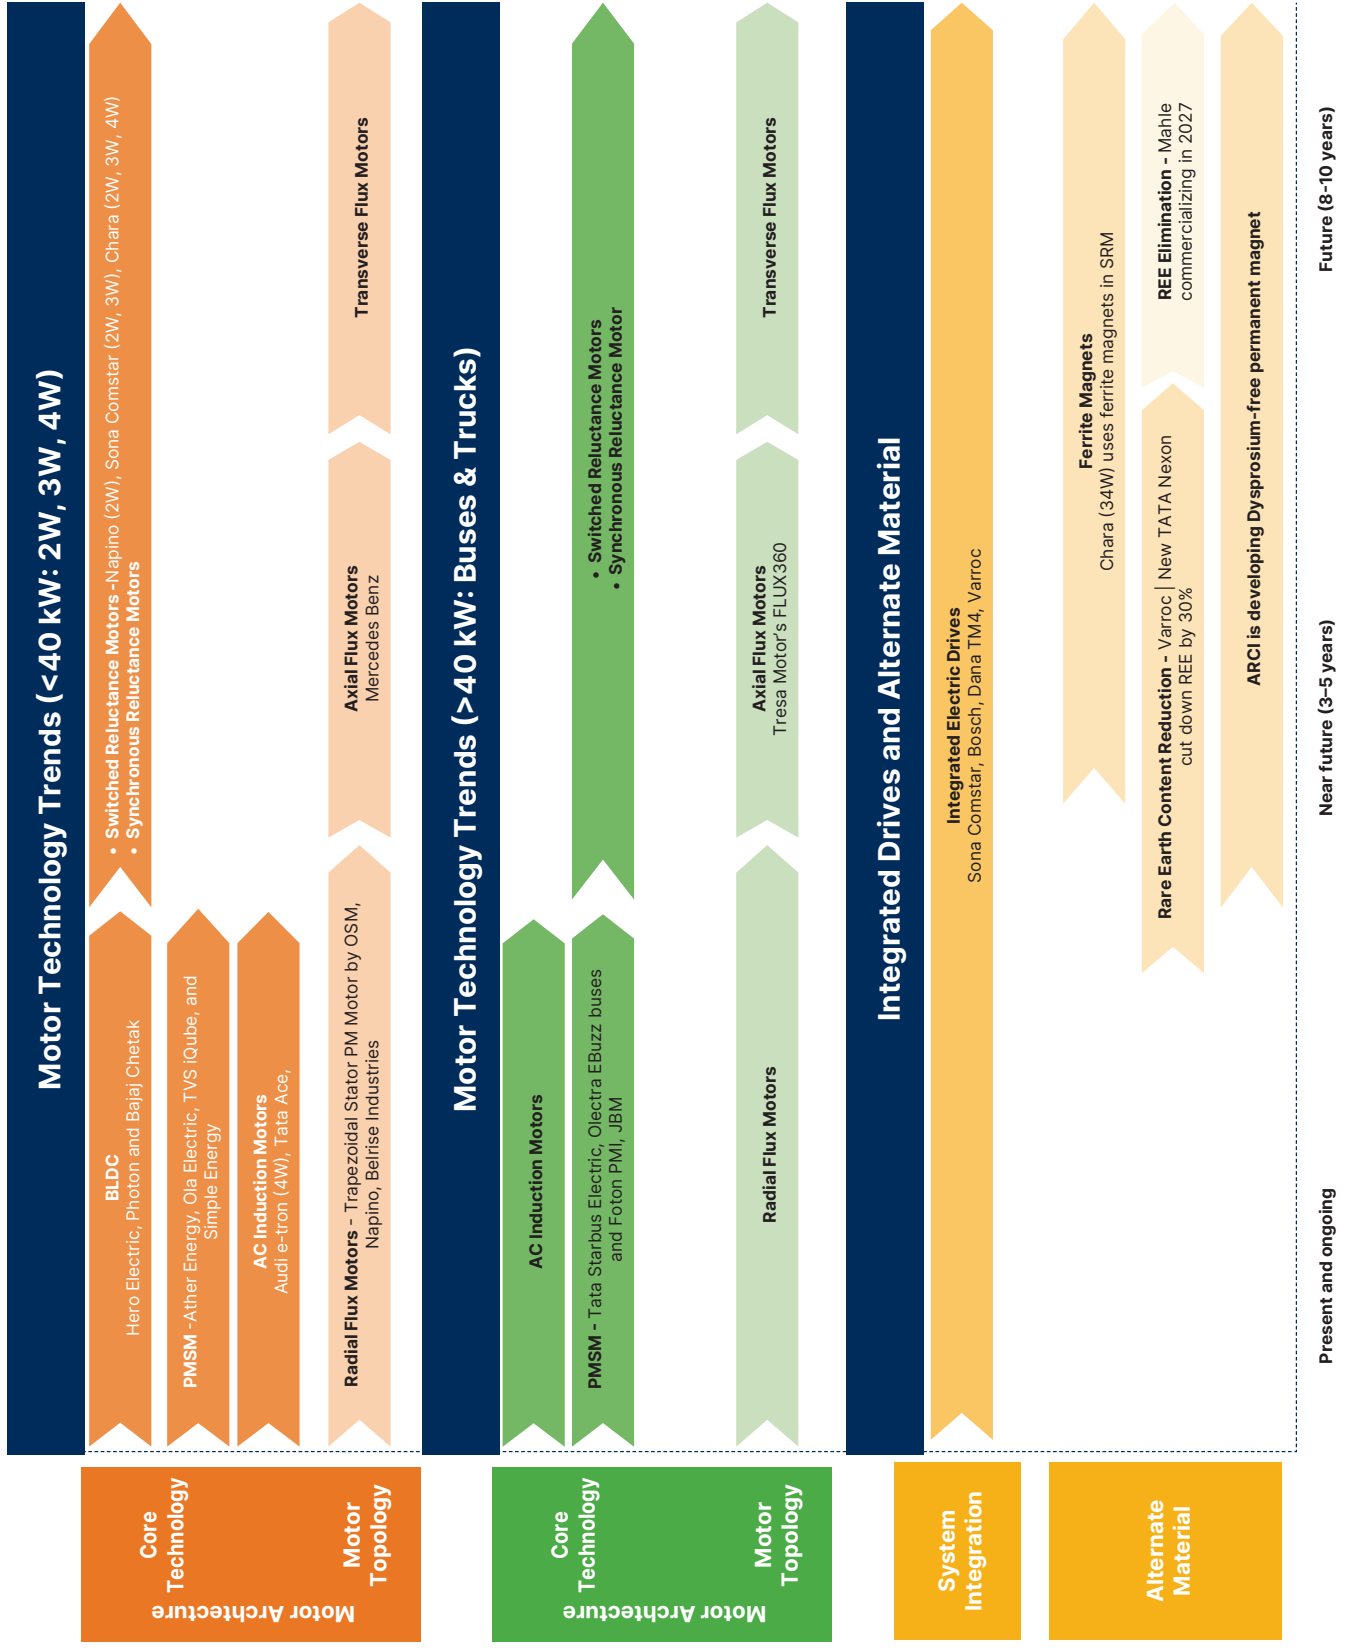 Motor Technology Trends (<40 kW: 2W, 3W, 4W)
Motor Architecture
Core
Technology
BLDC
Hero Electric, Photon and Bajaj Chetak
• Switched Reluctance Motors -Napino (2W), Sona Comstar (2W, 3W), Chara (2W, 3W, 4W)
• Synchronous Reluctance Motors
PMSM -Ather Energy, Ola Electric, TVS iQube, and
Simple Energy
AC Induction Motors
Audi e-tron (4W), Tata Ace,
Motor
Topology
Radial Flux Motors - Trapezoidal Stator PM Motor by OSM,
Napino, Belrise Industries
Axial Flux Motors
Mercedes Benz
Transverse Flux Motors
Motor Technology Trends (>40 kW: Buses & Trucks)
Motor Architecture
Core
Technology
AC Induction Motors
PMSM - Tata Starbus Electric, Olectra EBuzz buses
and Foton PMI, JBM
• Switched Reluctance Motors
• Synchronous Reluctance Motor
Motor
Topology
Radial Flux Motors
Axial Flux Motors
Tresa Motor's FLUX360
Transverse Flux Motors
Integrated Drives and Alternate Material
System
Integration
Integrated Electric Drives
Sona Comstar, Bosch, Dana TM4, Varroc
Alternate
Material
Ferrite Magnets
Chara (34W) uses ferrite magnets in SRM
Rare Earth Content Reduction - Varroc | New TATA Nexon
cut down REE by 30%
REE Elimination - Mahle
commercializing in 2027
ARCI is developing Dysprosium-free permanent magnet
Present and ongoing
Near future (3–5 years)
Future (8-10 years)